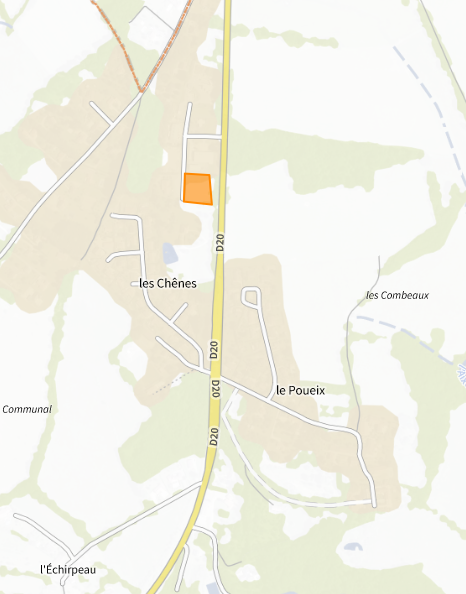 D20
les Chênes
les Combeaux
D20
D20
le Poueix
Communal
D20
l'Échirpeau